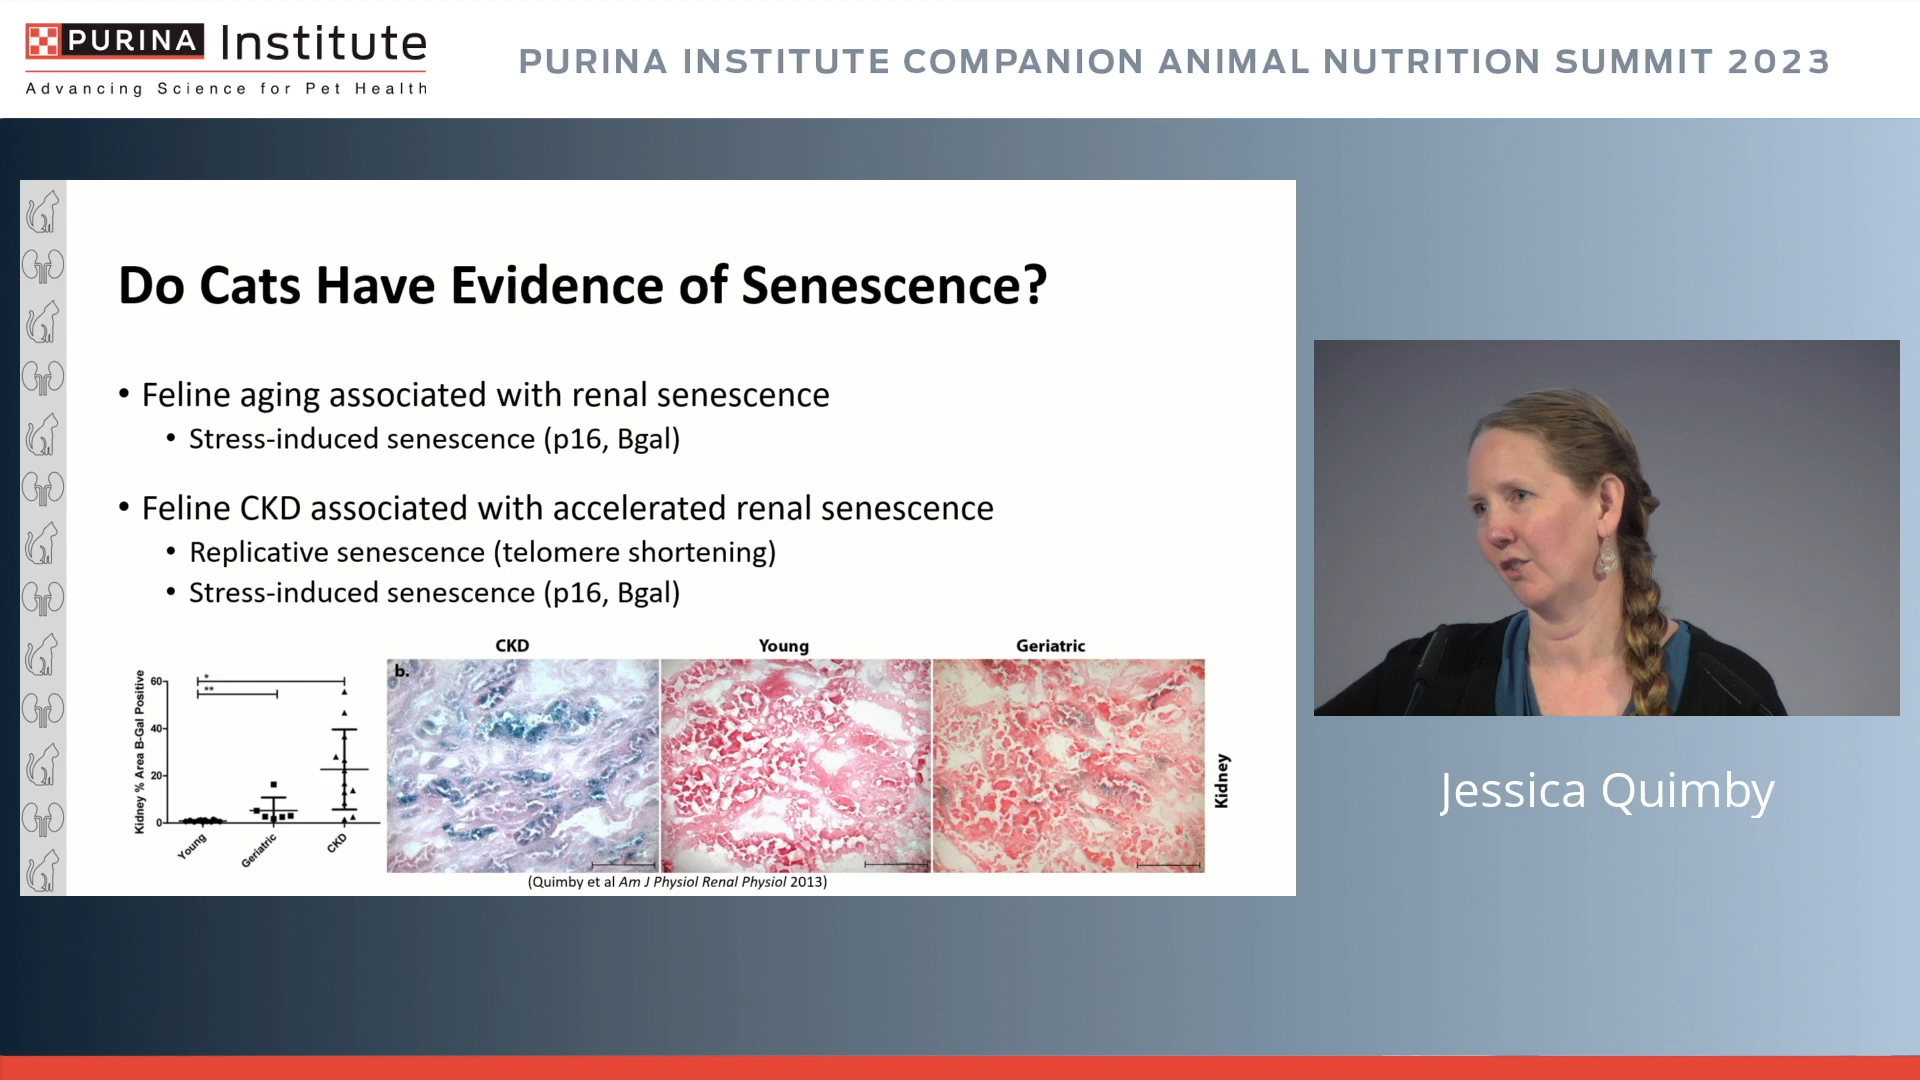 PURINA Institute
Advancing Science for Pet Health
PURINA INSTITUTE COMPANION ANIMAL NUTRITION SUMMIT 2023
Do Cats Have Evidence of Senescence?
• Feline aging associated with renal senescence
• Stress-induced senescence (p16, Bgal)
• Feline CKD associated with accelerated renal senescence
• Replicative senescence (telomere shortening)
• Stress-induced senescence (p16, Bgal)
Kidney % Area B-Gal Positive
60
40
20
0
*
**
Young
Geriatric
CKD
CKD
Young
Geriatric
b.
Kidney
(Quimby et al Am J Physiol Renal Physiol 2013)
Jessica Quimby